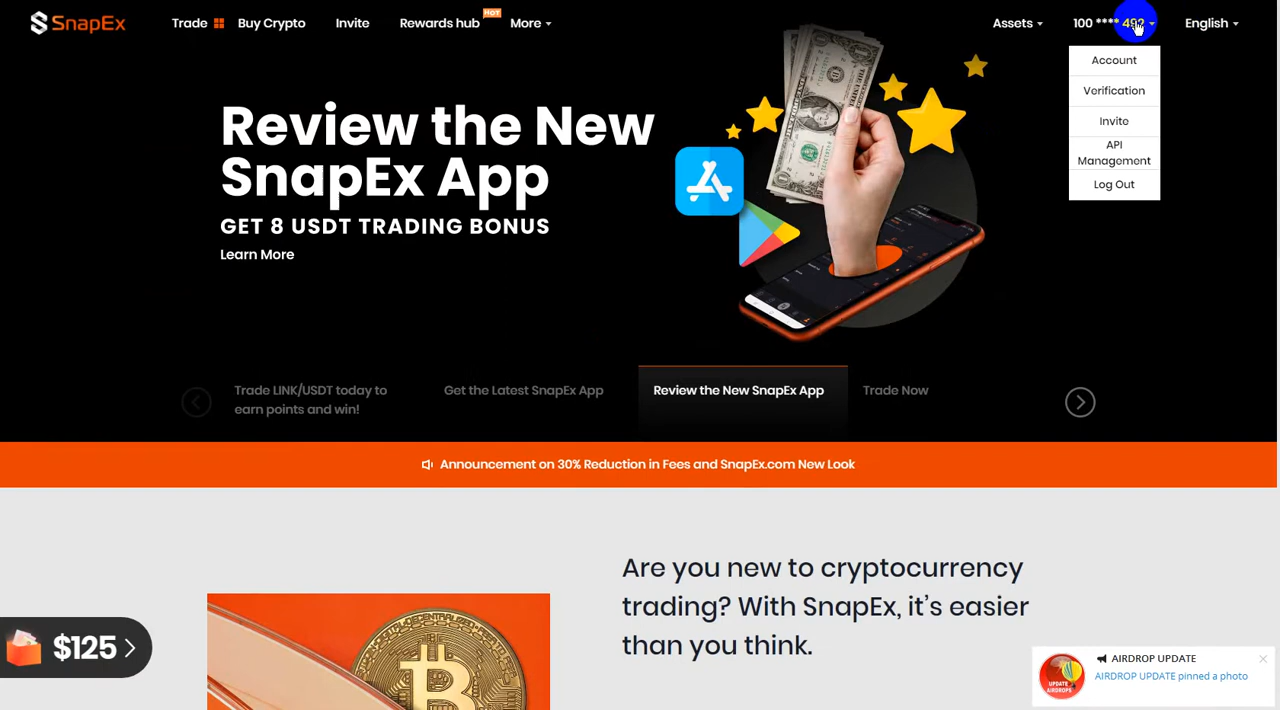 SnapEx
Trade
Buy Crypto
Invite
Rewards hub
HOT
More
Assets
100 **** 492
English
Account
Verification
Invite
API
Management
Log Out
Review the New
SnapEx App
GET 8 USDT TRADING BONUS
Learn More
Trade LINK/USDT today to
earn points and win!
Get the Latest SnapEx App
Review the New SnapEx App
Trade Now
Announcement on 30% Reduction in Fees and SnapEx.com New Look
Are you new to cryptocurrency
trading? With SnapEx, it's easier
than you think.
$125
AIRDROP UPDATE
AIRDROP UPDATE pinned a photo
UPDATE
AIRDROPS